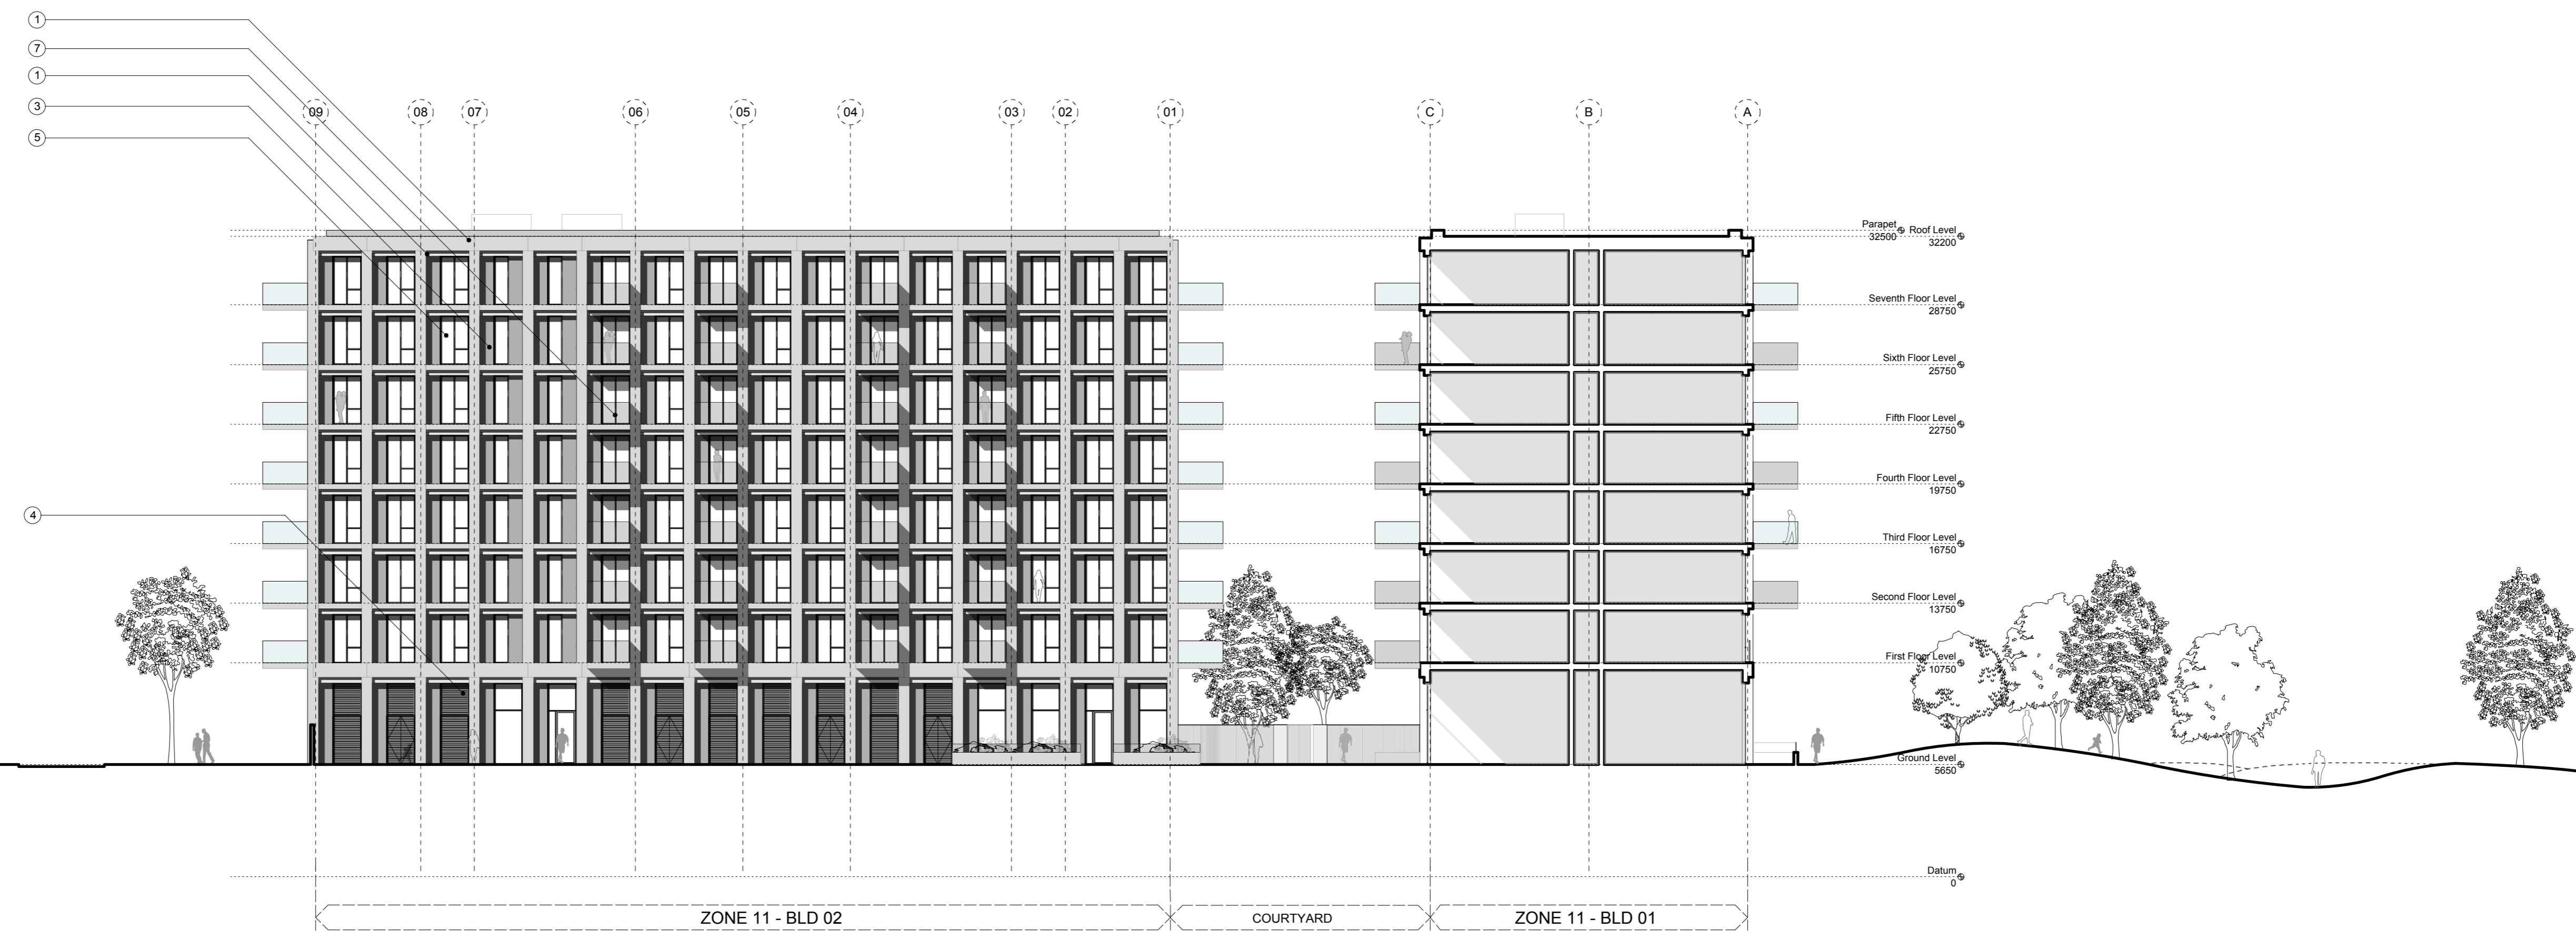 1
7
1
3
5
4
09 08 07 06 05 04 03 02 01 C B A
Parapet
32500
Roof Level
32200
Seventh Floor Level
28750
Sixth Floor Level
25750
Fifth Floor Level
22750
Fourth Floor Level
19750
Third Floor Level
16750
Second Floor Level
13750
First Floor Level
10750
Ground Level
5650
Datum
0
ZONE 11 - BLD 02
COURTYARD
ZONE 11 - BLD 01